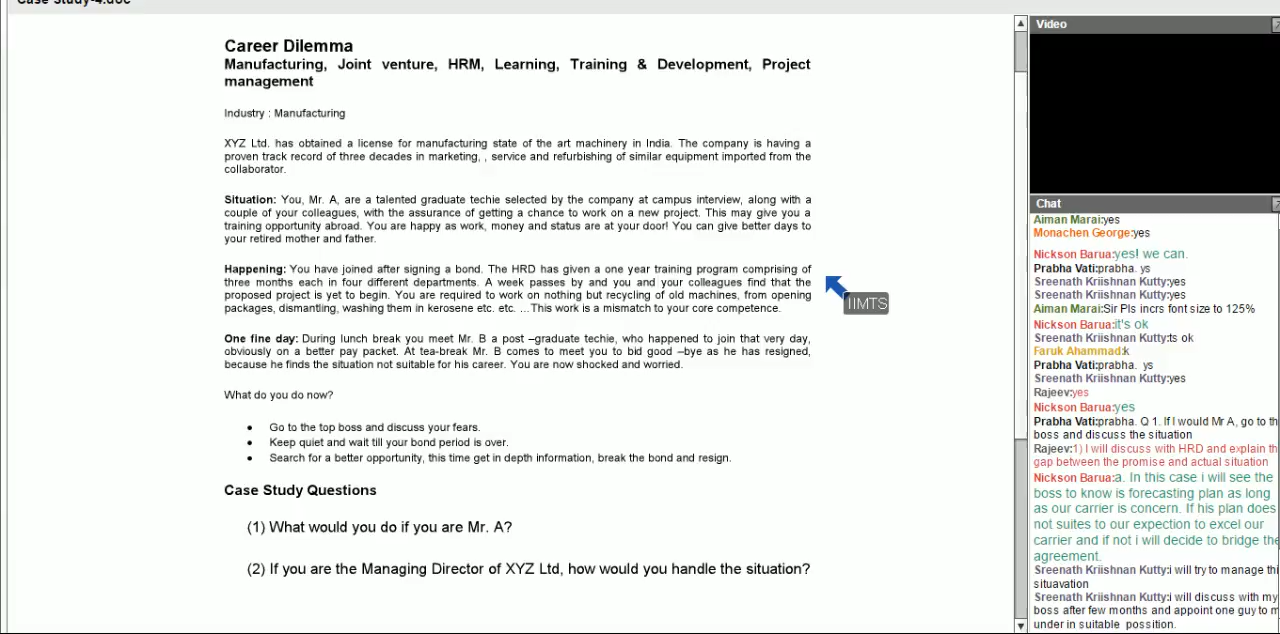 Case Study-4.doc
Career Dilemma
Manufacturing, Joint venture, HRM, Learning, Training & Development, Project
management
Industry : Manufacturing
XYZ Ltd. has obtained a license for manufacturing state of the art machinery in India. The company is having a
proven track record of three decades in marketing, , service and refurbishing of similar equipment imported from the
collaborator.
Situation: You, Mr. A, are a talented graduate techie selected by the company at campus interview, along with a
couple of your colleagues, with the assurance of getting a chance to work on a new project. This may give you a
training opportunity abroad. You are happy as work, money and status are at your door! You can give better days to
your retired mother and father.
Happening: You have joined after signing a bond. The HRD has given a one year training program comprising of
three months each in four different departments. A week passes by and you and your colleagues find that the
proposed project is yet to begin. You are required to work on nothing but recycling of old machines, from opening
packages, dismantling, washing them in kerosene etc. etc. …This work is a mismatch to your core competence.
One fine day: During lunch break you meet Mr. B a post –graduate techie, who happened to join that very day,
obviously on a better pay packet. At tea-break Mr. B comes to meet you to bid good –bye as he has resigned,
because he finds the situation not suitable for his career. You are now shocked and worried.
What do you do now?
• Go to the top boss and discuss your fears.
• Keep quiet and wait till your bond period is over.
• Search for a better opportunity, this time get in depth information, break the bond and resign.
Case Study Questions
(1) What would you do if you are Mr. A?
(2) If you are the Managing Director of XYZ Ltd, how would you handle the situation?
IIMTS
Video
Chat
Aiman Marai:yes
Monachen George:yes
Nickson Barua:yes! we can.
Prabha Vati:prabha. ys
Sreenath Kriishnan Kutty:yes
Sreenath Kriishnan Kutty:yes
Aiman Marai:Sir Pls incrs font size to 125%
Nickson Barua:it's ok
Sreenath Kriishnan Kutty:ts ok
Faruk Ahammad:k
Prabha Vati:prabha. ys
Sreenath Kriishnan Kutty:yes
Rajeev:yes
Nickson Barua:yes
Prabha Vati:prabha. Q 1. If I would Mr A, go to th
boss and discuss the situation
Rajeev:1) I will discuss with HRD and explain th
gap between the promise and actual situation
Nickson Barua:a. In this case i will see the
boss to know is forecasting plan as long
as our carrier is concern. If his plan does
not suites to our expection to excel our
carrier and if not i will decide to bridge the
agreement.
Sreenath Kriishnan Kutty:i will try to manage thi
situavation
Sreenath Kriishnan Kutty:i will discuss with my
boss after few months and appoint one guy to m
under in suitable possition.